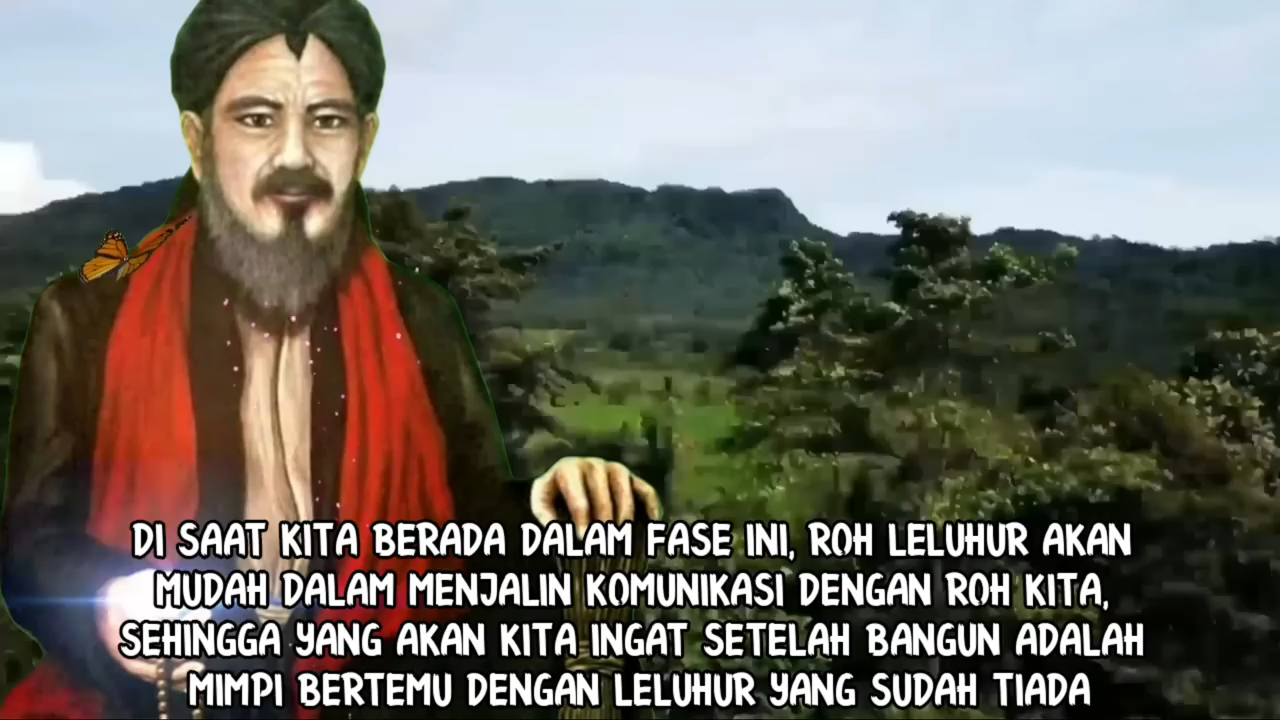 DI SAAT KITA BERADA DALAM FASE INI, ROH LELUHUR AKAN
MUDAH DALAM MENJALIN KOMUNIKASI DENGAN ROH KITA,
SEHINGGA YANG AKAN KITA INGAT SETELAH BANGUN ADALAH
MIMPI BERTEMU DENGAN LELUHUR YANG SUDAH TIADA